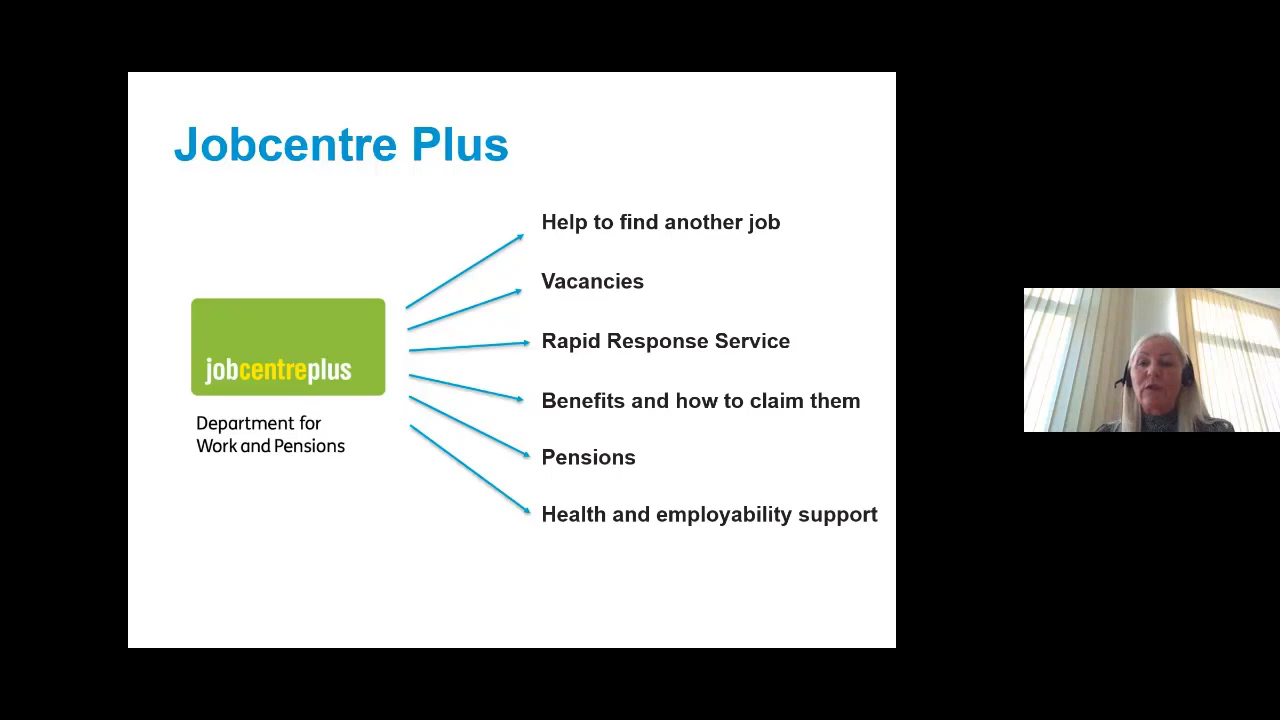 Jobcentre Plus
Help to find another job
Vacancies
Rapid Response Service
Benefits and how to claim them
Pensions
Health and employability support
jobcentreplus
Department for
Work and Pensions